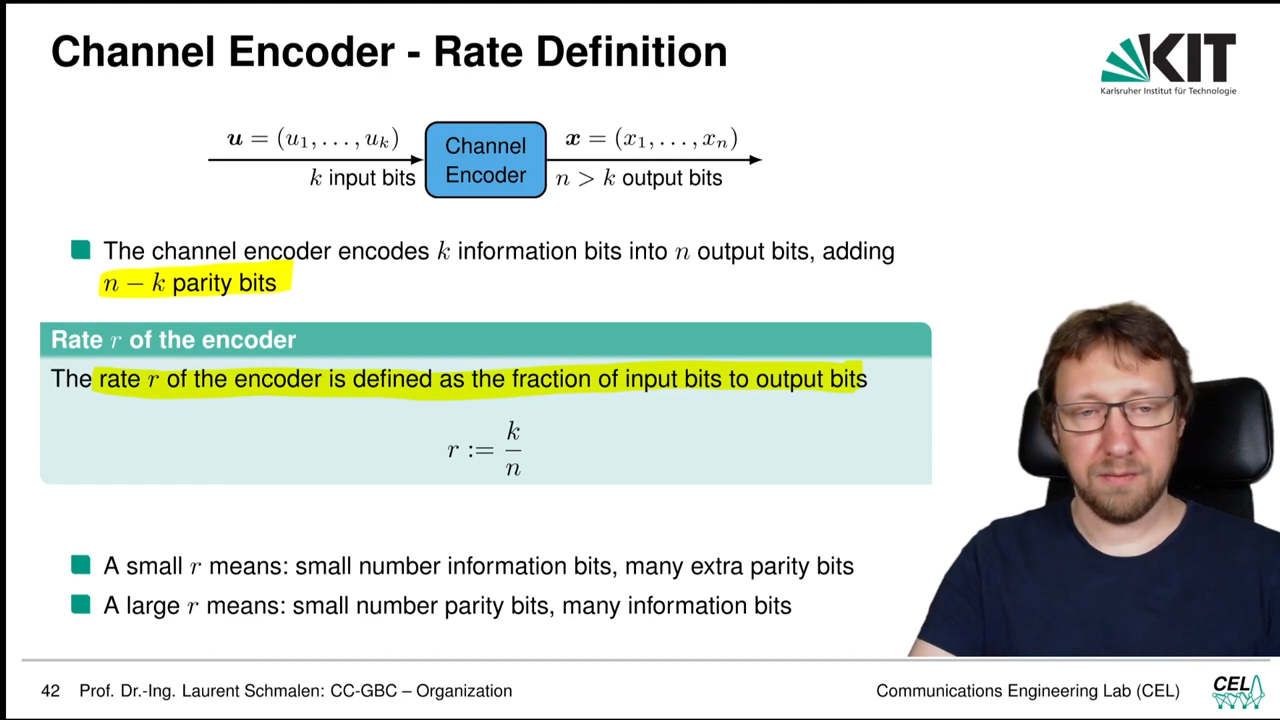 Channel Encoder - Rate Definition
KIT
Karlsruher Institut für Technologie
u = (u₁, . . . , uₖ)
k input bits
Channel
Encoder
x = (x₁, . . . , xₙ)
n > k output bits
The channel encoder encodes k information bits into n output bits, adding
n − k parity bits
Rate r of the encoder
The rate r of the encoder is defined as the fraction of input bits to output bits
r := k/n
A small r means: small number information bits, many extra parity bits
A large r means: small number parity bits, many information bits
42 Prof. Dr.-Ing. Laurent Schmalen: CC-GBC – Organization
Communications Engineering Lab (CEL)
CEL